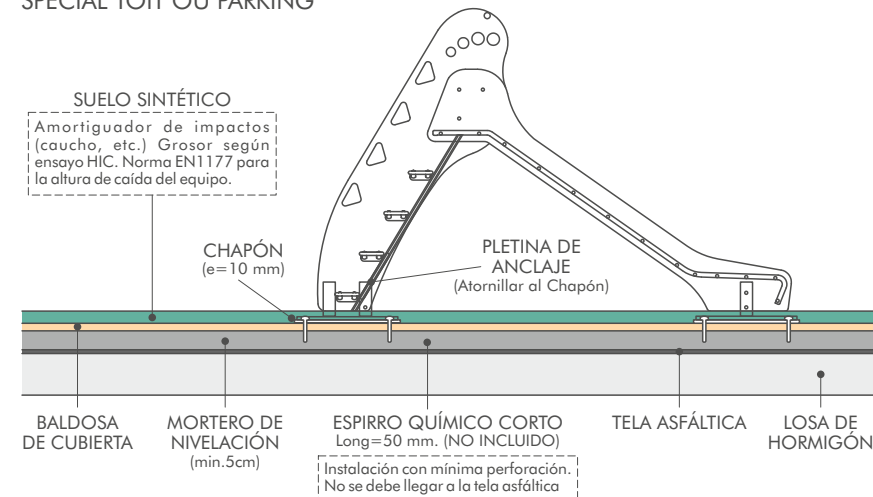 SPECIAL TOIT OU PARKING
SUELO SINTÉTICO
Amortiguador de impactos
(caucho, etc.) Grosor según
ensayo HIC. Norma EN1177 para
la altura de caída del equipo.
CHAPÓN
(e=10 mm)
PLETINA DE
ANCLAJE
(Atornillar al Chapón)
BALDOSA
DE CUBIERTA
MORTERO DE
NIVELACIÓN
(min.5cm)
ESPIRRO QUÍMICO CORTO
Long=50 mm. (NO INCLUIDO)
Instalación con mínima perforación.
No se debe llegar a la tela asfáltica
TELA ASFÁLTICA
LOSA DE
HORMIGÓN